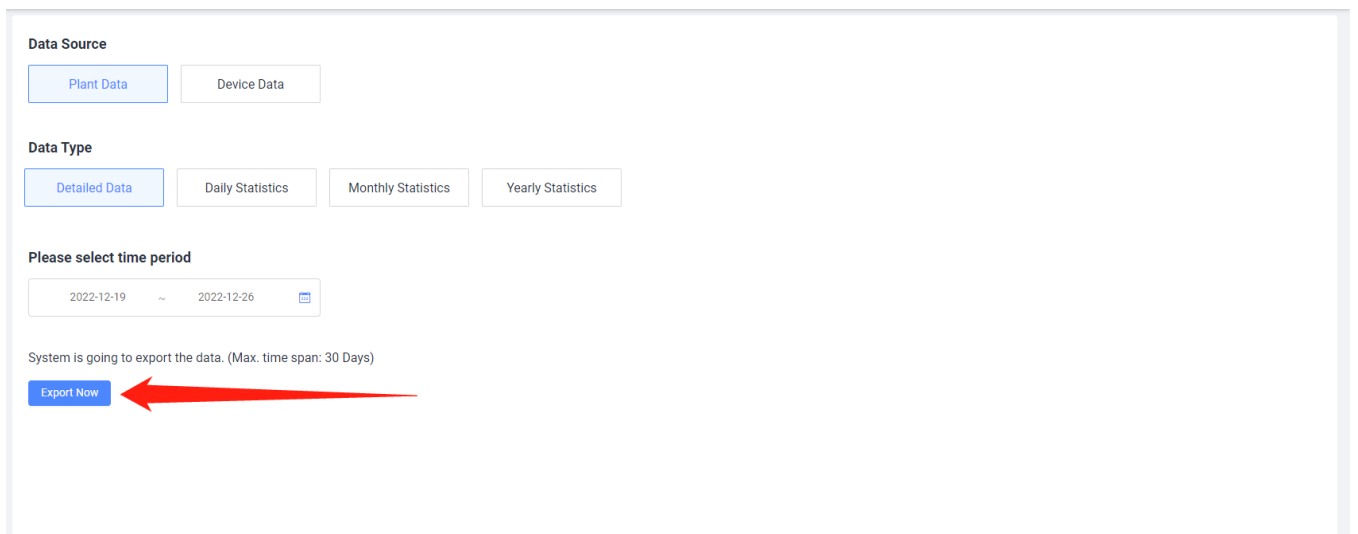 Data Source
Plant Data Device Data
Data Type
Detailed Data Daily Statistics Monthly Statistics Yearly Statistics
Please select time period
2022-12-19 ~ 2022-12-26
System is going to export the data. (Max. time span: 30 Days)
Export Now